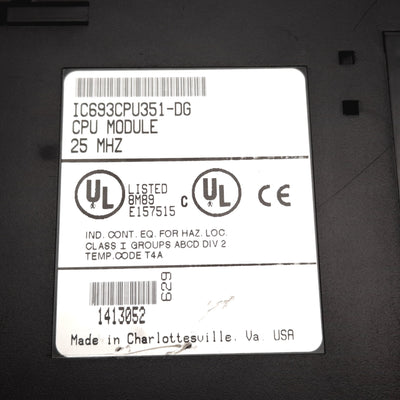 IC693CPU351-DG
CPU MODULE
25 MHZ
UL
LISTED
8M89
E157515
C UL
CE
IND. CONT. EQ. FOR HAZ. LOC.
CLASS I GROUPS ABCD DIV 2
TEMP.CODE T4A
629
1413052
Made in Charlottesville, Va. USA